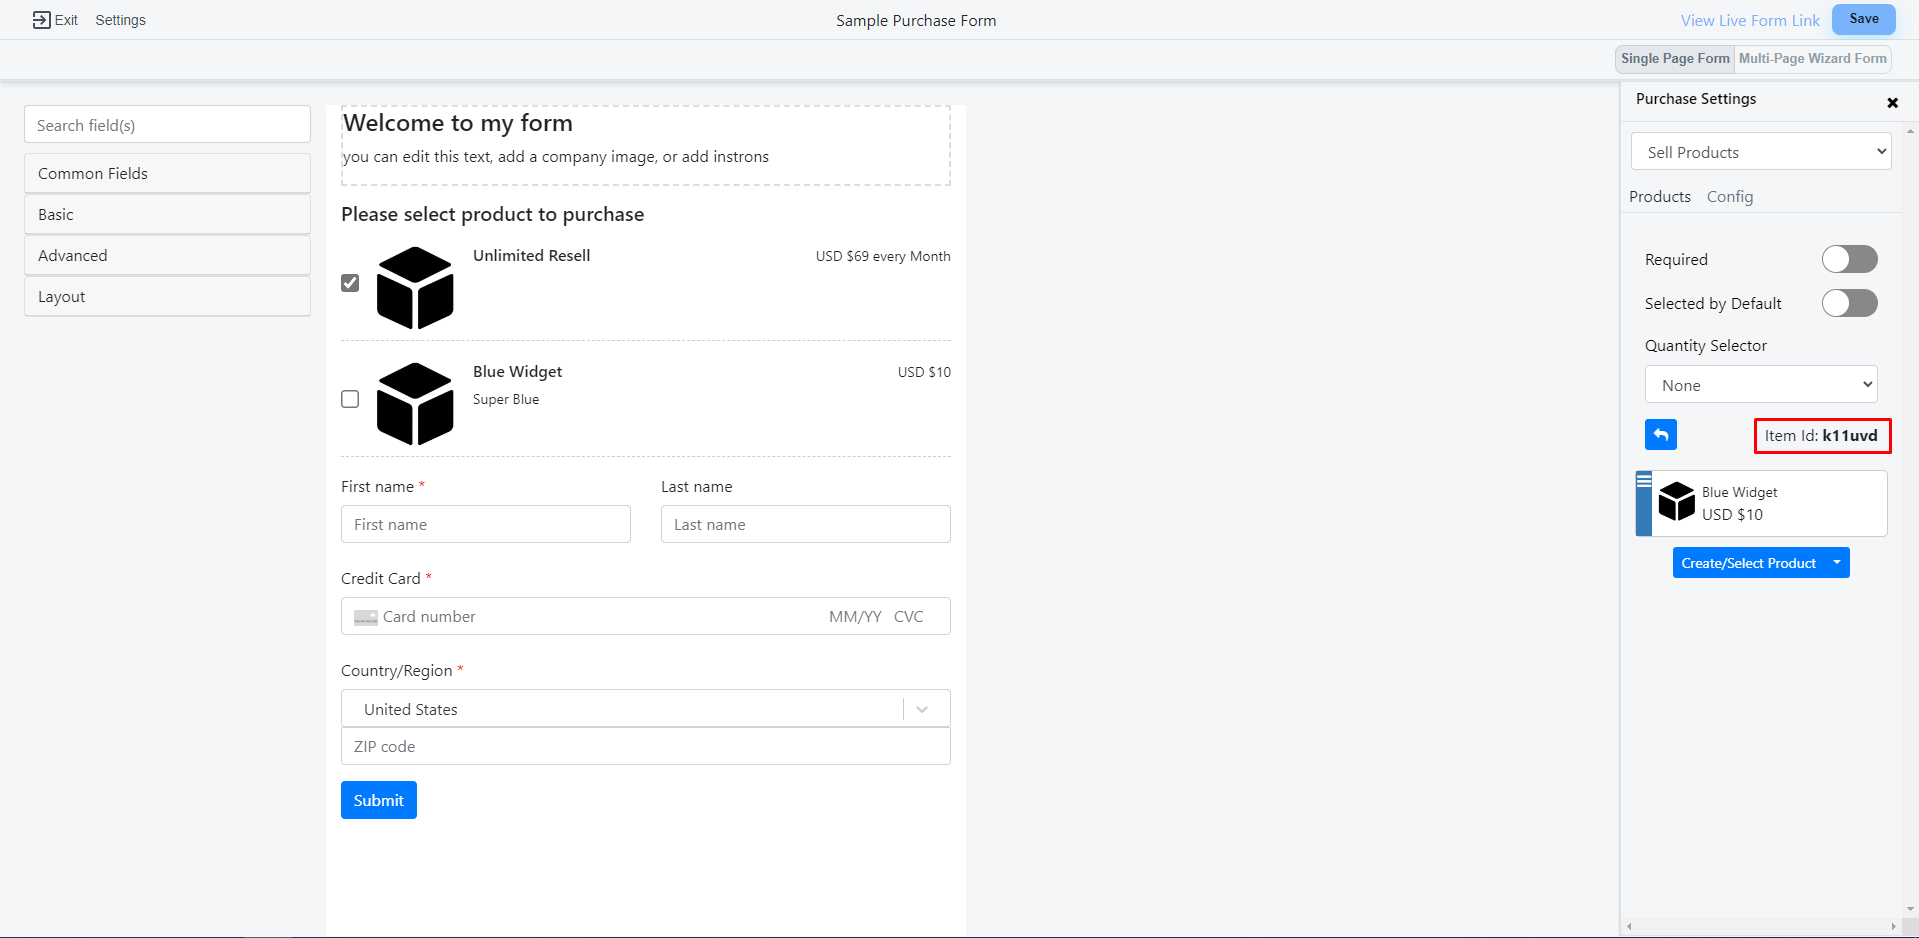 Exit Settings Sample Purchase Form View Live Form Link Save
Single Page Form Multi-Page Wizard Form
Search field(s)
Common Fields
Basic
Advanced
Layout
Welcome to my form
you can edit this text, add a company image, or add instrons
Please select product to purchase
Unlimited Resell USD $69 every Month
Blue Widget USD $10
Super Blue
First name * Last name
First name Last name
Credit Card *
Card number MM/YY CVC
Country/Region *
United States
ZIP code
Submit
Purchase Settings
Sell Products
Products Config
Required
Selected by Default
Quantity Selector
None
Item Id: k11uvd
Blue Widget
USD $10
Create/Select Product